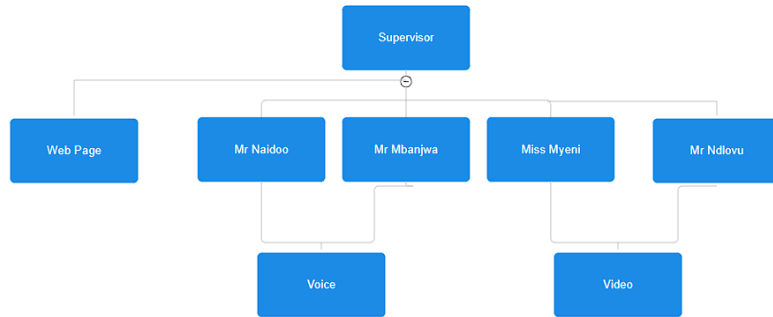 Supervisor
Web Page
Mr Naidoo
Mr Mbanjwa
Miss Myeni
Mr Ndlovu
Voice
Video